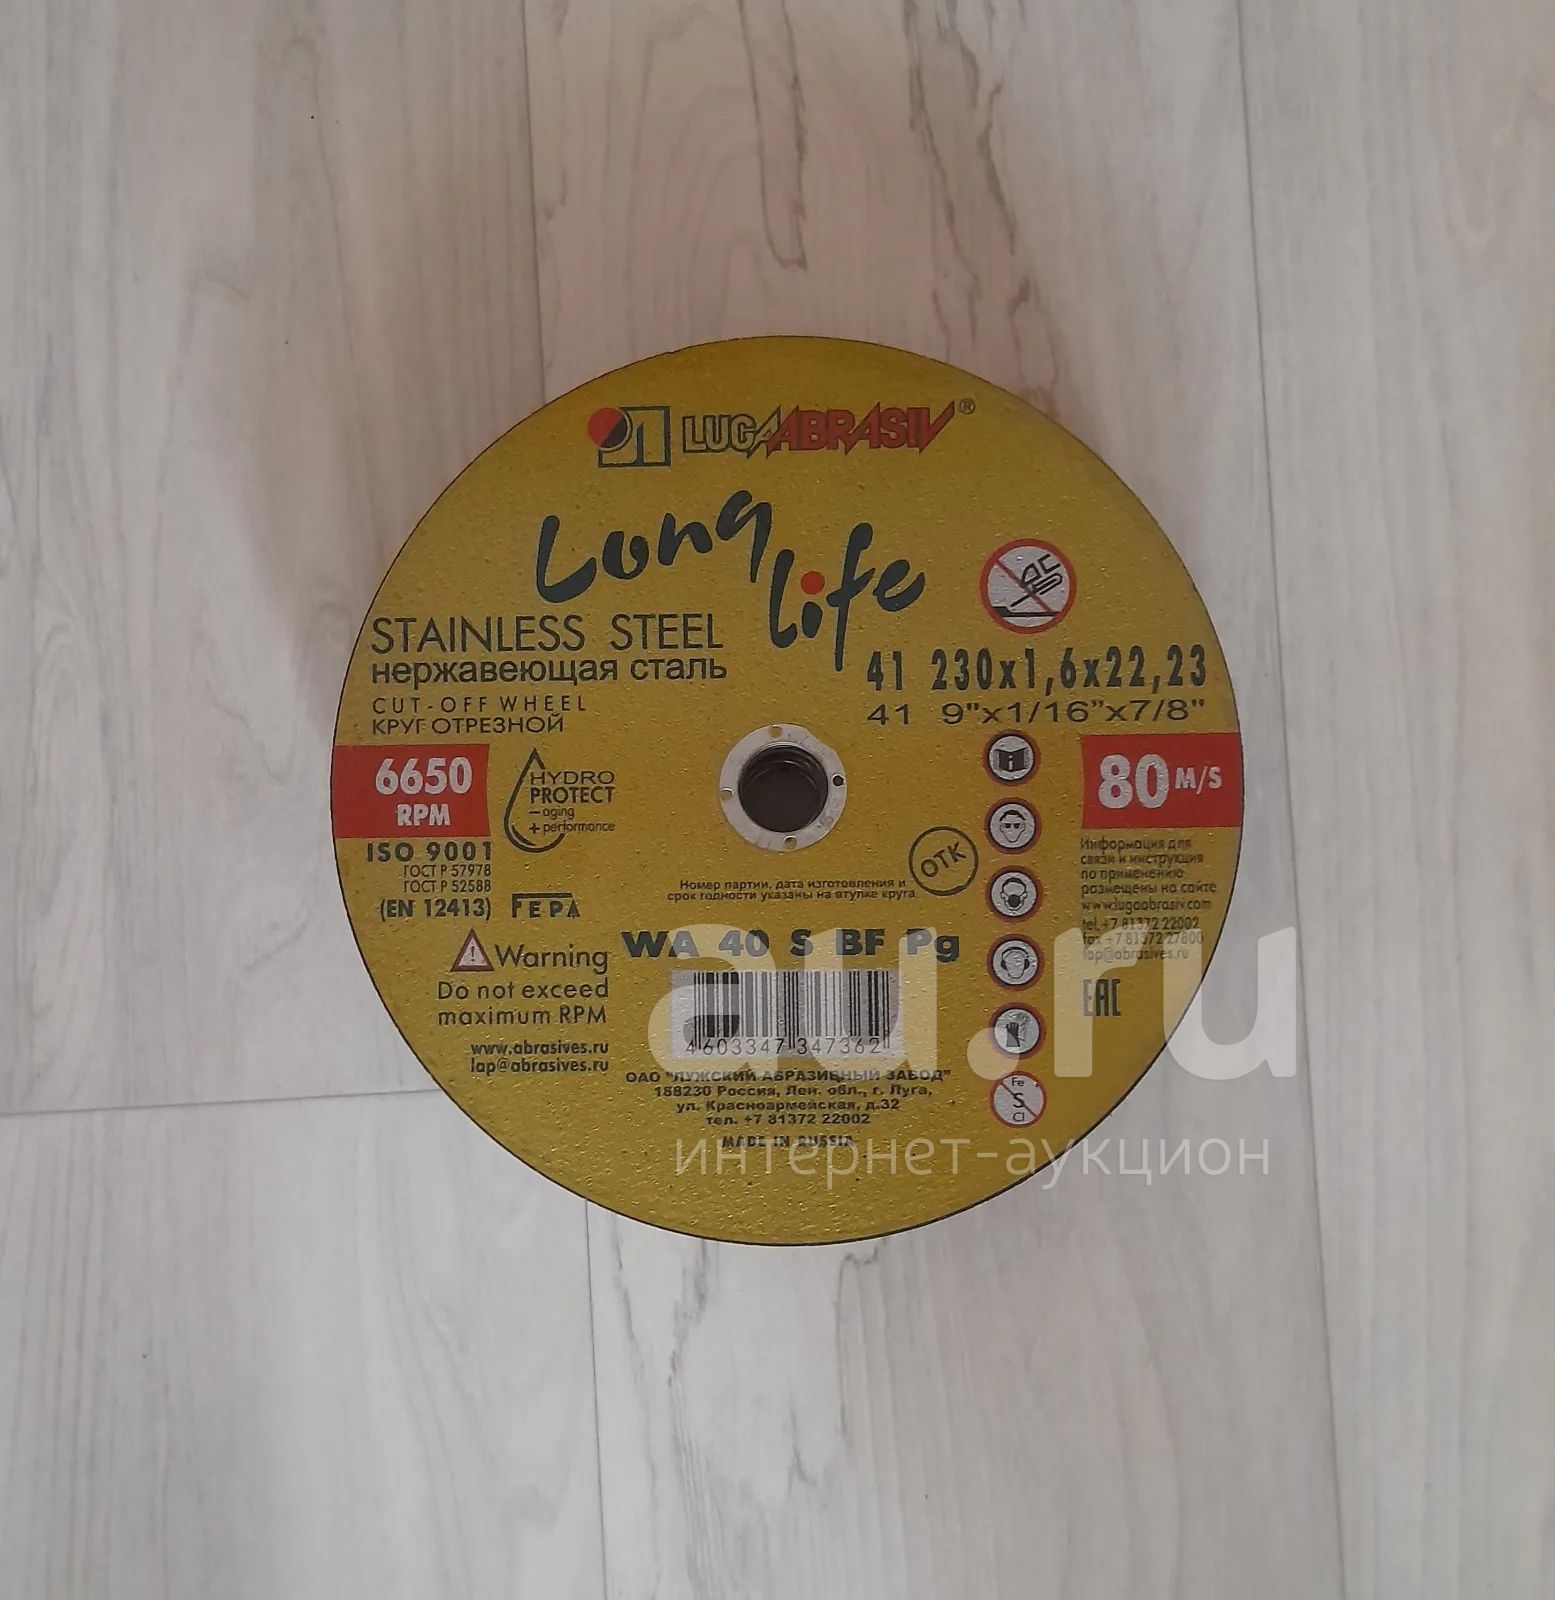 LUGAABRASIV®
Long
Life
STAINLESS STEEL
нержавеющая сталь
CUT-OFF WHEEL
КРУГ ОТРЕЗНОЙ
41 230x1,6x22,23
41 9"x1/16"x7/8"
6650
RPM
HYDRO
PROTECT
- aging
+ performance
80 M/S
ISO 9001
ГОСТ Р 57978
ГОСТ Р 52588
(EN 12413)
FEPA
ОТК
Номер партии, дата изготовления и
срок годности указаны на втулке круга
Информация для
связи и инструкция
по применению
размещены на сайте
www.lugaabrasiv.com
tel. +7 81372 22002
fax +7 81372 27800
lap@abrasives.ru
EAC
WA 40 S BF Pg
Warning
Do not exceed
maximum RPM
www.abrasives.ru
lap@abrasives.ru
4 603347 347362
ОАО "ЛУЖСКИЙ АБРАЗИВНЫЙ ЗАВОД"
188230 Россия, Лен. обл., г. Луга,
ул. Красноармейская, д.32
тел. +7 81372 22002
MADE IN RUSSIA
Fe
S
Cl
au.ru
интернет-аукцион